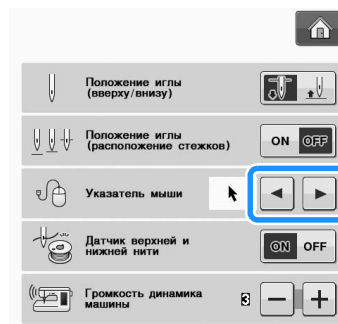 Положение иглы
(вверху/внизу)
Положение иглы
(расположение стежков)
ON OFF
Указатель мыши
Датчик верхней и
нижней нити
ON OFF
Громкость динамика
машины
3